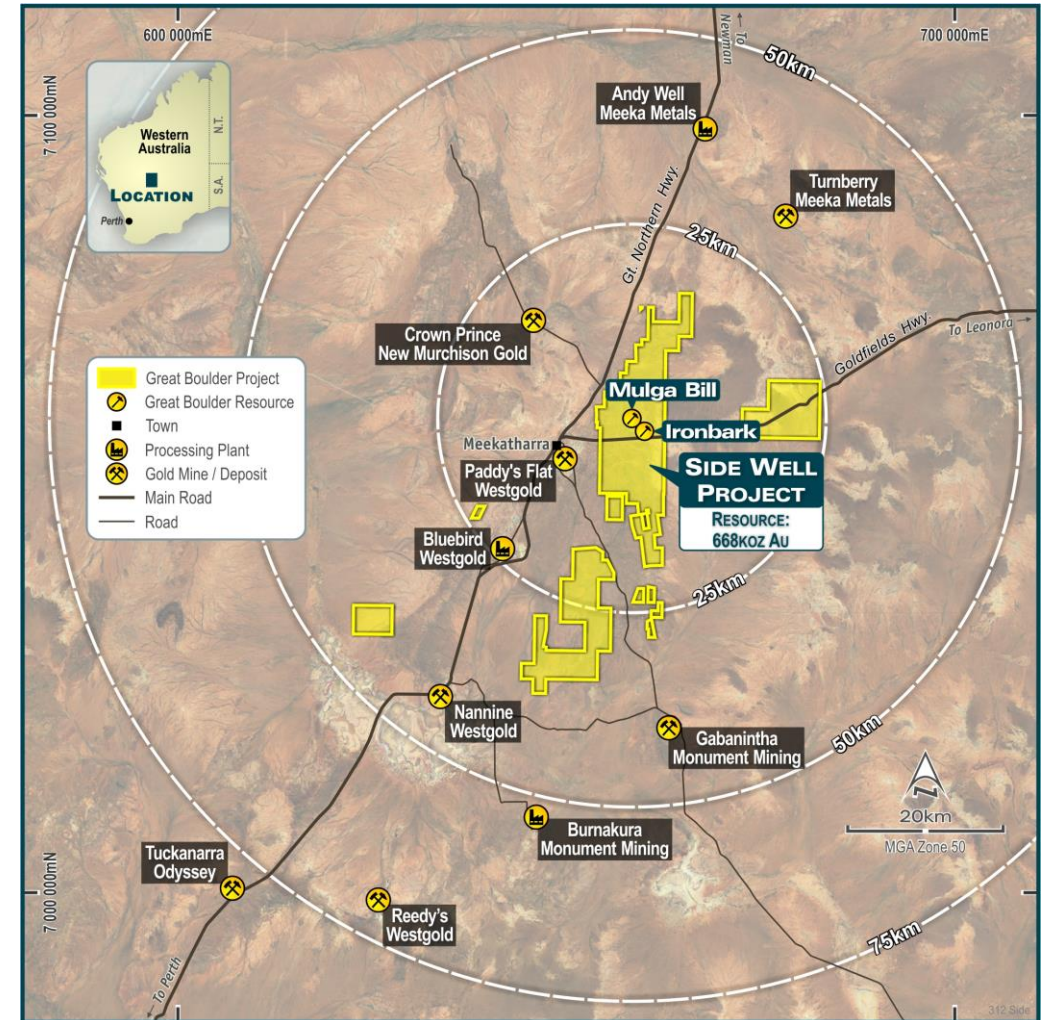 600 000mE
700 000mE
To
Newman
50km
7 100 000mN
Andy Well
Meeka Metals
Western
Australia
N.T.
S.A.
LOCATION
Perth
Turnberry
Meeka Metals
Gt. Northern Hwy.
25km
Crown Prince
New Murchison Gold
Goldfields Hwy.
To Leonora
Great Boulder Project
Great Boulder Resource
Town
Processing Plant
Gold Mine / Deposit
Main Road
Road
Mulga Bill
Ironbark
Meekatharra
Paddy's Flat
Westgold
SIDE WELL
PROJECT
RESOURCE:
668KOZ AU
Bluebird
Westgold
25km
Nannine
Westgold
Gabanintha
Monument Mining
50km
N
20km
MGA Zone 50
Burnakura
Monument Mining
Tuckanarra
Odyssey
7 000 000mN
Reedy's
Westgold
75km
To Perth
312 Side